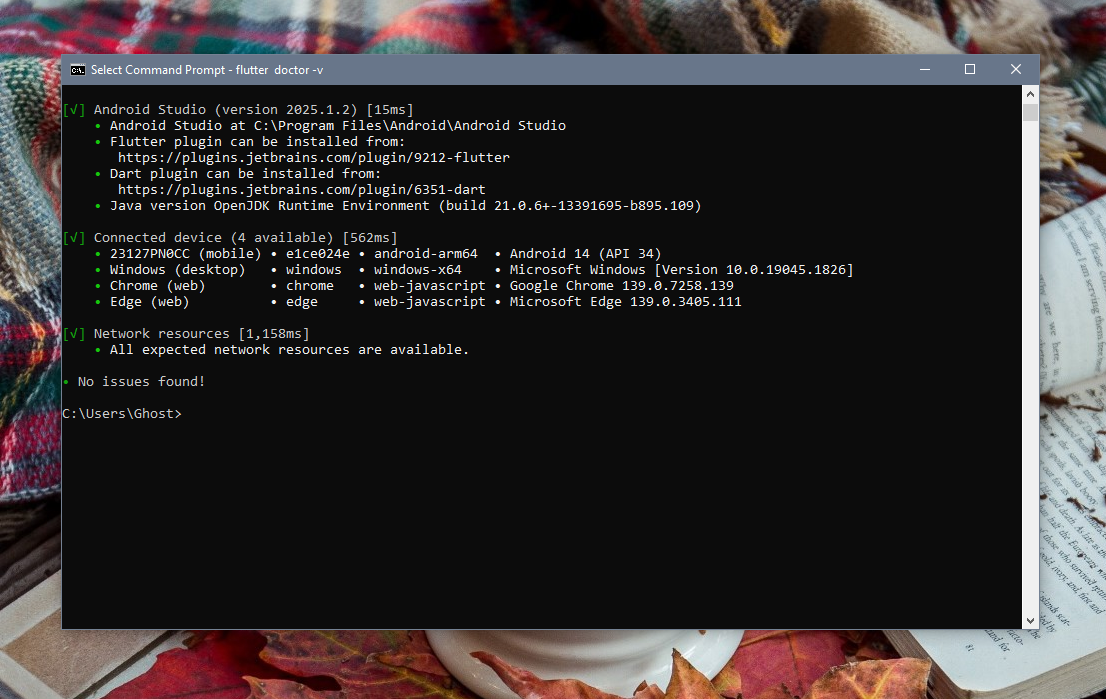 Select Command Prompt - flutter  doctor -v
[√] Android Studio (version 2025.1.2) [15ms]
    • Android Studio at C:\Program Files\Android\Android Studio
    • Flutter plugin can be installed from:
       https://plugins.jetbrains.com/plugin/9212-flutter
    • Dart plugin can be installed from:
       https://plugins.jetbrains.com/plugin/6351-dart
    • Java version OpenJDK Runtime Environment (build 21.0.6+-13391695-b895.109)
[√] Connected device (4 available) [562ms]
    • 23127PN0CC (mobile) • e1ce024e • android-arm64  • Android 14 (API 34)
    • Windows (desktop)   • windows  • windows-x64    • Microsoft Windows [Version 10.0.19045.1826]
    • Chrome (web)        • chrome   • web-javascript • Google Chrome 139.0.7258.139
    • Edge (web)          • edge     • web-javascript • Microsoft Edge 139.0.3405.111
[√] Network resources [1,158ms]
    • All expected network resources are available.
• No issues found!
C:\Users\Ghost>